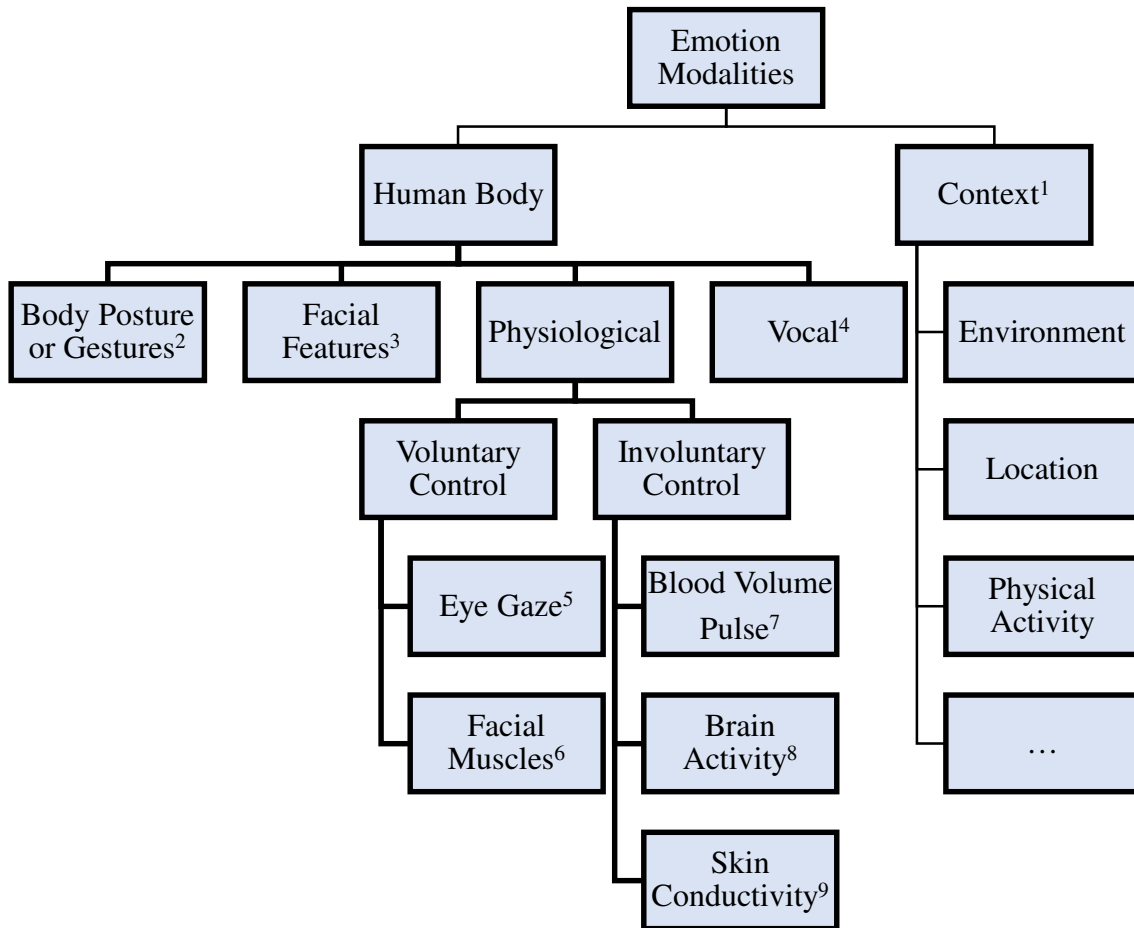 Emotion
Modalities
Human Body
Context¹
Body Posture
or Gestures²
Facial
Features³
Physiological
Vocal⁴
Environment
Voluntary
Control
Involuntary
Control
Location
Eye Gaze⁵
Blood Volume
Pulse⁷
Physical
Activity
Facial
Muscles⁶
Brain
Activity⁸
…
Skin
Conductivity⁹